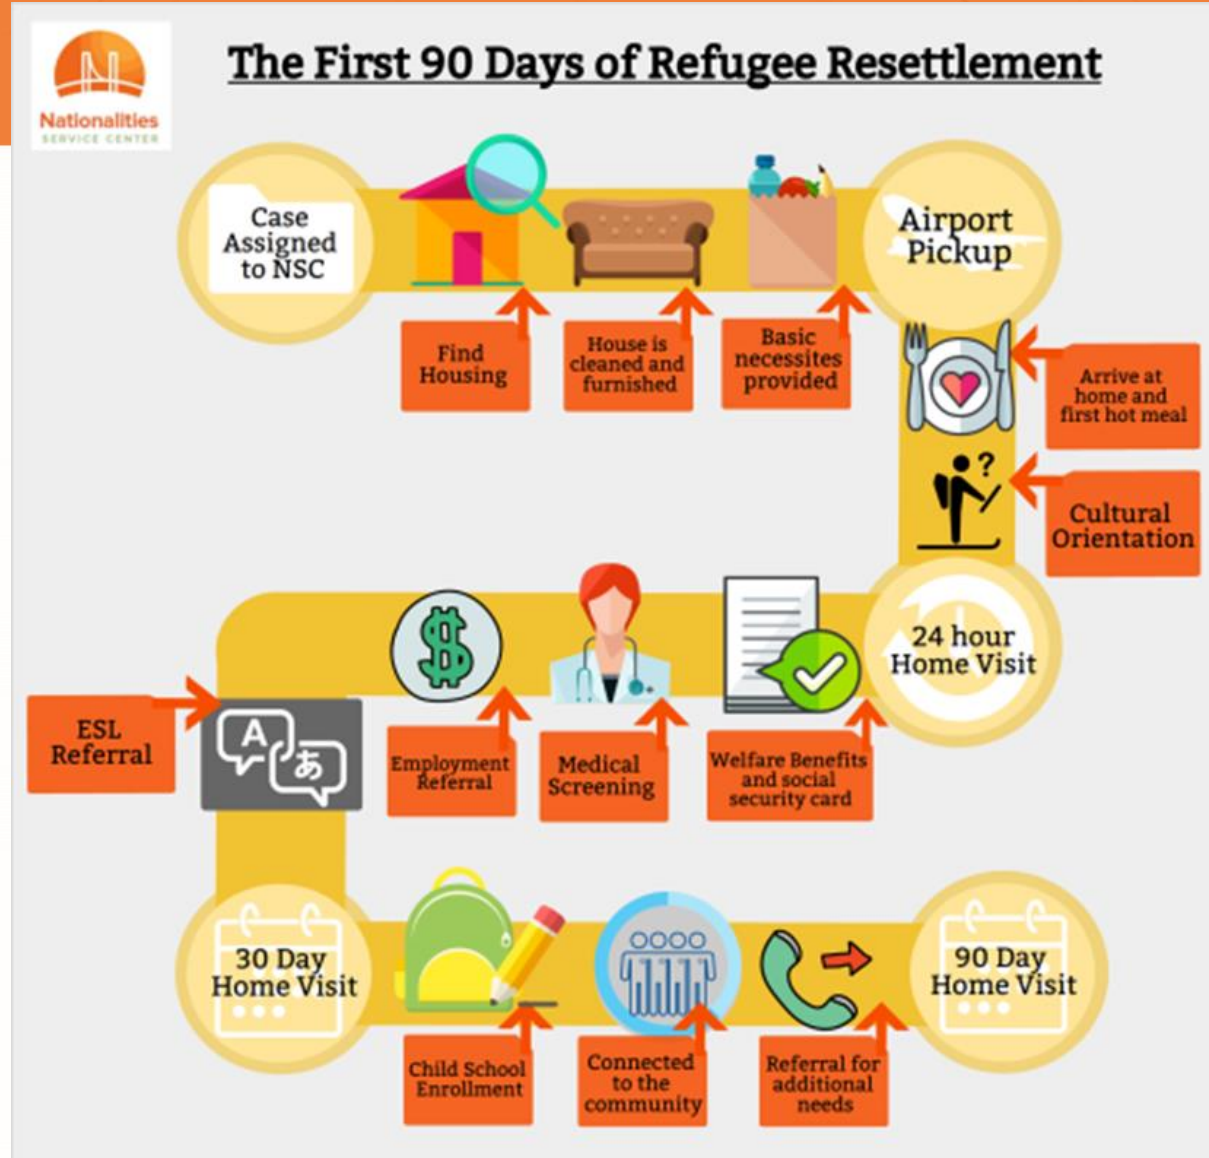 Nationalities
SERVICE CENTER
The First 90 Days of Refugee Resettlement
Case
Assigned
to NSC
Find
Housing
House is
cleaned and
furnished
Basic
necessites
provided
Airport
Pickup
Arrive at
home and
first hot meal
?
Cultural
Orientation
24 hour
Home Visit
Welfare Benefits
and social
security card
Medical
Screening
$
Employment
Referral
ESL
Referral
A
あ
30 Day
Home Visit
Child School
Enrollment
Connected
to the
community
Referral for
additional
needs
90 Day
Home Visit